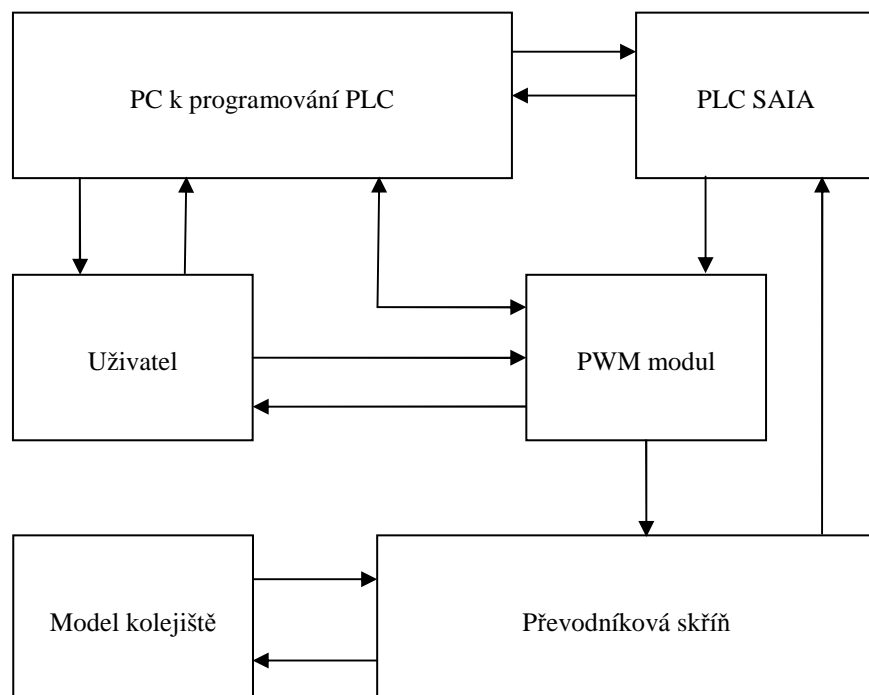 PC k programování PLC
PLC SAIA
Uživatel
PWM modul
Model kolejiště
Převodníková skříň